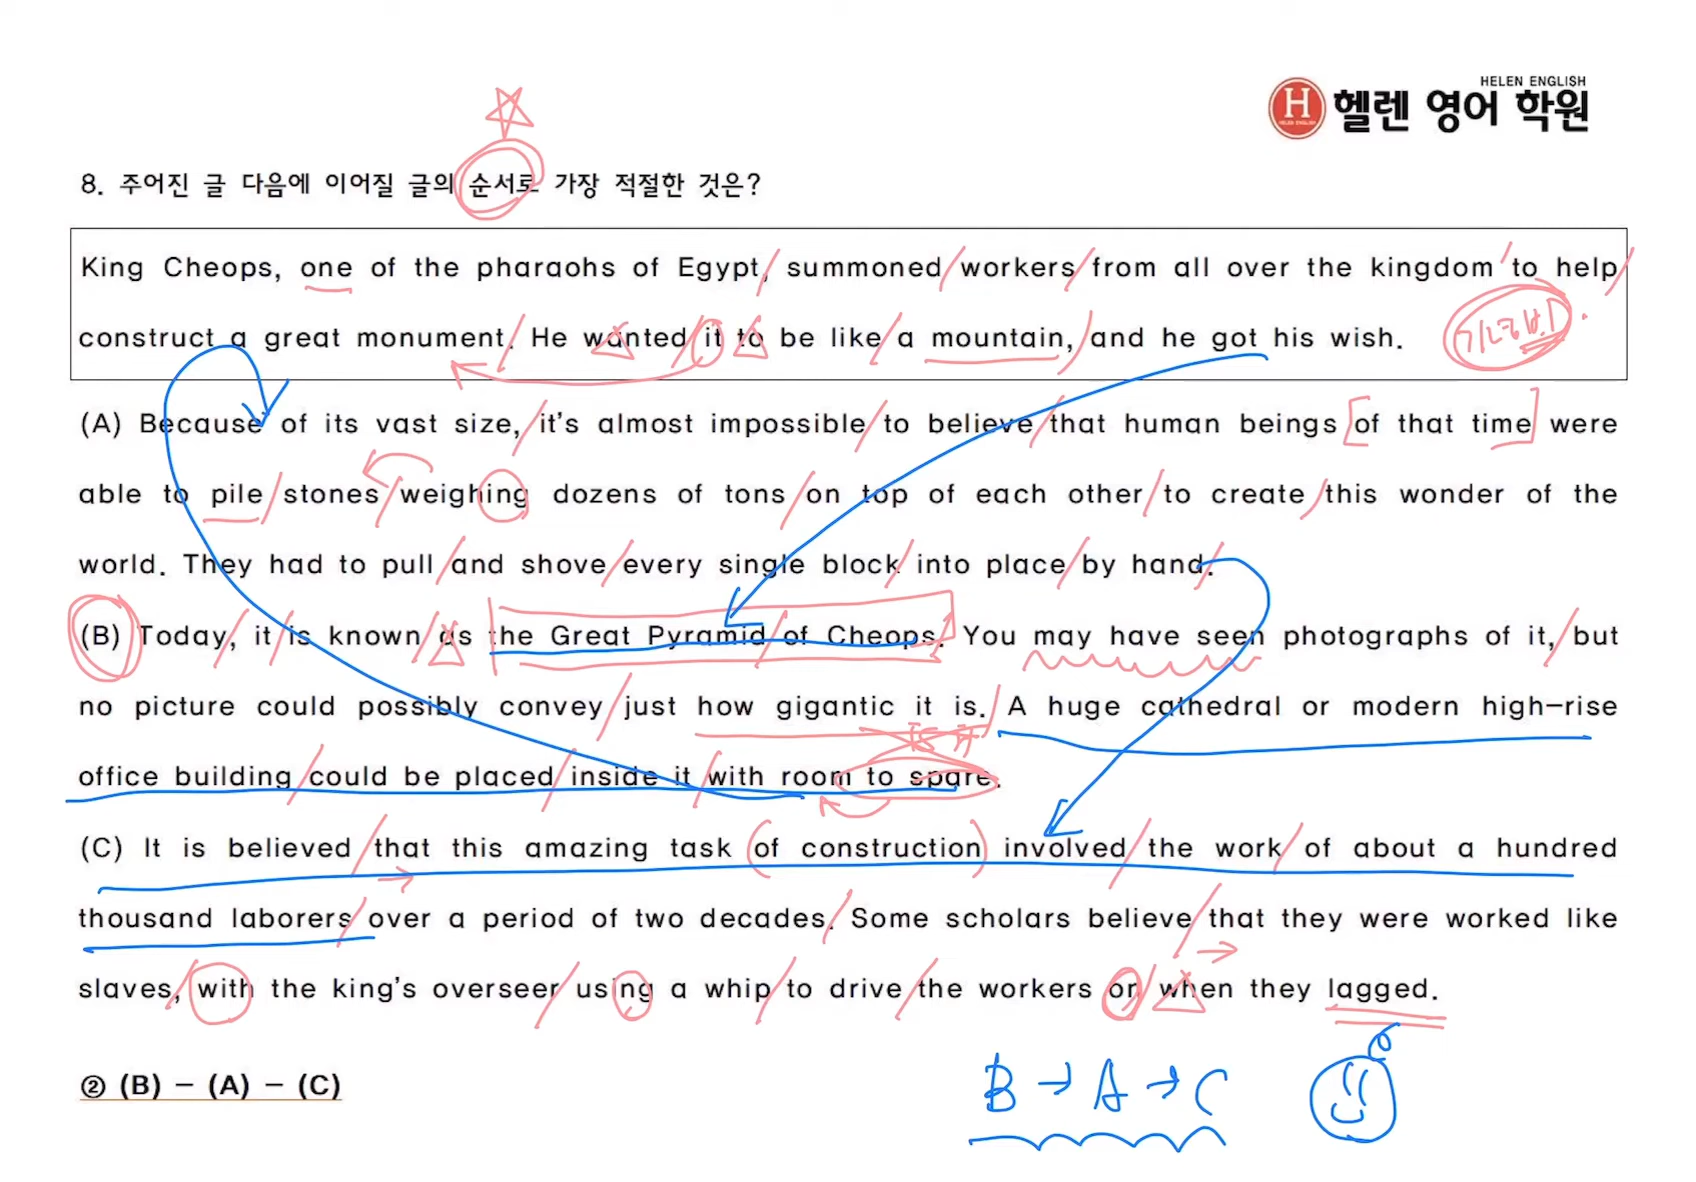 HELEN ENGLISH
H 헬렌 영어 학원
8. 주어진 글 다음에 이어질 글의 순서로 가장 적절한 것은?
King Cheops, one of the pharaohs of Egypt, summoned workers from all over the kingdom to help
construct a great monument. He wanted it to be like a mountain, and he got his wish.
기념비
(A) Because of its vast size, it's almost impossible to believe that human beings of that time were
able to pile stones weighing dozens of tons on top of each other to create this wonder of the
world. They had to pull and shove every single block into place by hand.
(B) Today, it is known as the Great Pyramid of Cheops. You may have seen photographs of it, but
no picture could possibly convey just how gigantic it is. A huge cathedral or modern high-rise
office building could be placed inside it with room to spare.
(C) It is believed that this amazing task of construction involved the work of about a hundred
thousand laborers over a period of two decades. Some scholars believe that they were worked like
slaves, with the king's overseer using a whip to drive the workers on when they lagged.
② (B) - (A) - (C)
B → A → C